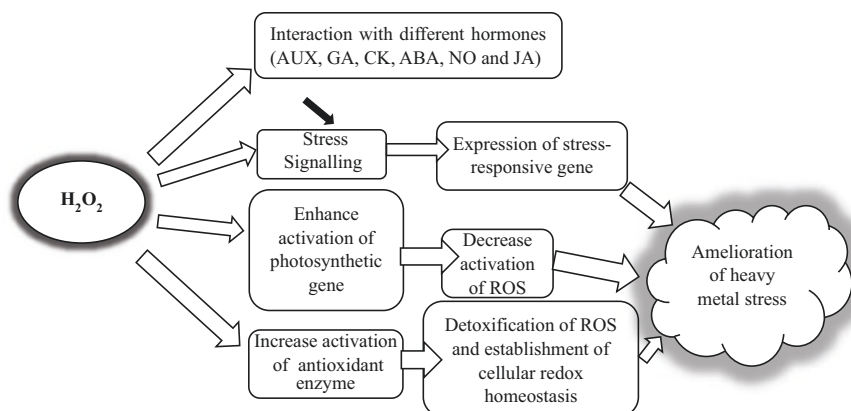 Interaction with different hormones
(AUX, GA, CK, ABA, NO and JA)
Stress
Signalling
Expression of stress-
responsive gene
H₂O₂
Enhance
activation of
photosynthetic
gene
Decrease
activation
of ROS
Amelioration
of heavy
metal stress
Increase activation
of antioxidant
enzyme
Detoxification of ROS
and establishment of
cellular redox
homeostasis